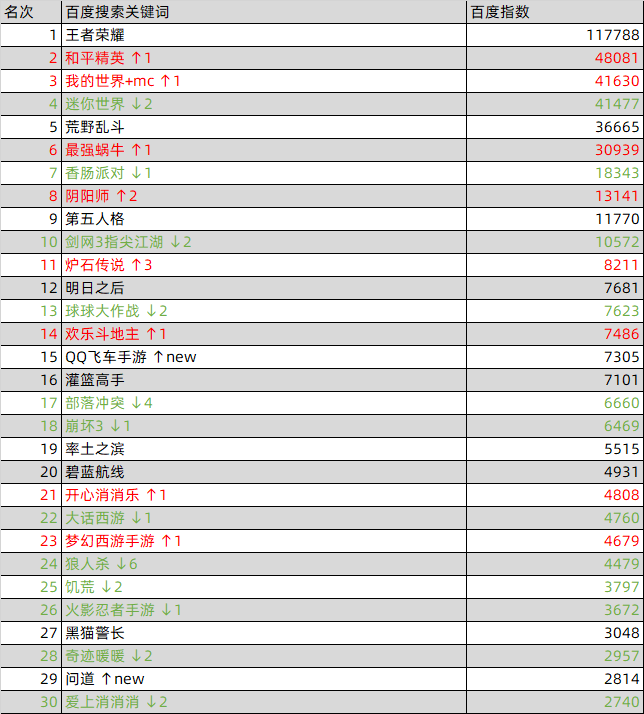 名次 百度搜索关键词 百度指数
1 王者荣耀 117788
2 和平精英 ↑1 48081
3 我的世界+mc ↑1 41630
4 迷你世界 ↓2 41477
5 荒野乱斗 36665
6 最强蜗牛 ↑1 30939
7 香肠派对 ↓1 18343
8 阴阳师 ↑2 13141
9 第五人格 11770
10 剑网3指尖江湖 ↓2 10572
11 炉石传说 ↑3 8211
12 明日之后 7681
13 球球大作战 ↓2 7623
14 欢乐斗地主 ↑1 7486
15 QQ飞车手游 ↑new 7305
16 灌篮高手 7101
17 部落冲突 ↓4 6660
18 崩坏3 ↓1 6469
19 率土之滨 5515
20 碧蓝航线 4931
21 开心消消乐 ↑1 4808
22 大话西游 ↓1 4760
23 梦幻西游手游 ↑1 4679
24 狼人杀 ↓6 4479
25 饥荒 ↓2 3797
26 火影忍者手游 ↓1 3672
27 黑猫警长 3048
28 奇迹暖暖 ↓2 2957
29 问道 ↑new 2814
30 爱上消消消 ↓2 2740